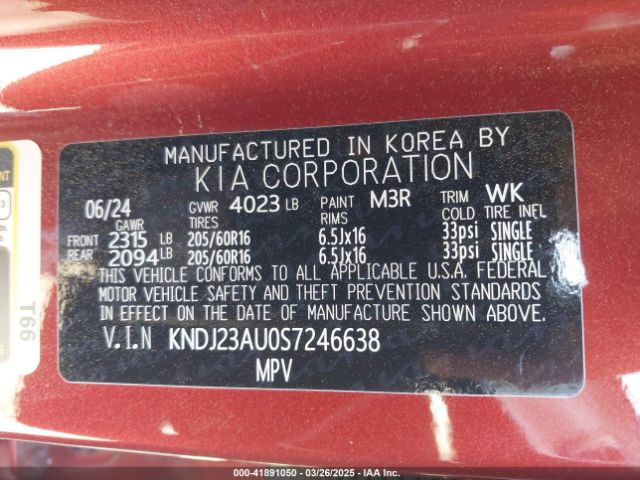 MANUFACTURED IN KOREA BY
KIA CORPORATION
06/24 GVWR 4023 LB PAINT M3R TRIM WK
GAWR TIRES RIMS COLD TIRE INFL
FRONT 2315 LB 205/60R16 6.5Jx16 33psi SINGLE
REAR 2094 LB 205/60R16 6.5Jx16 33psi SINGLE
THIS VEHICLE CONFORMS TO ALL APPLICABLE U.S.A. FEDERAL
MOTOR VEHICLE SAFETY AND THEFT PREVENTION STANDARDS
IN EFFECT ON THE DATE OF MANUFACTURE SHOWN ABOVE.
V.I.N KNDJ23AU0S7246638
MPV
T66
00-41891050 | 03/26/2025 | IAA Inc.